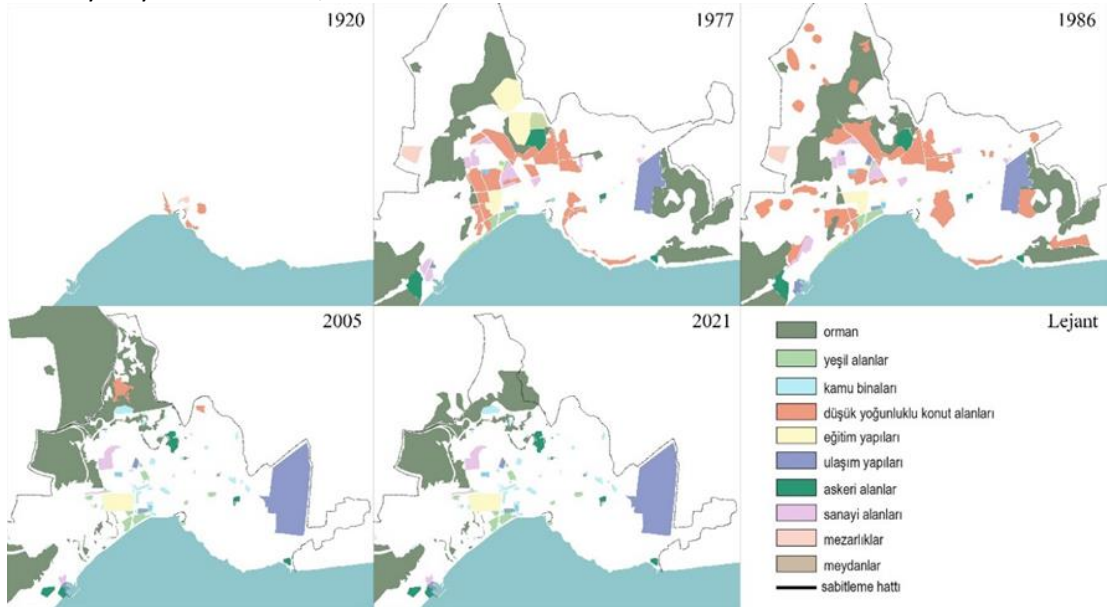 1920
1977
1986
2005
2021
Lejant
orman
yeşil alanlar
kamu binaları
düşük yoğunluklu konut alanları
eğitim yapıları
ulaşım yapıları
askeri alanlar
sanayi alanları
mezarlıklar
meydanlar
sabitleme hattı